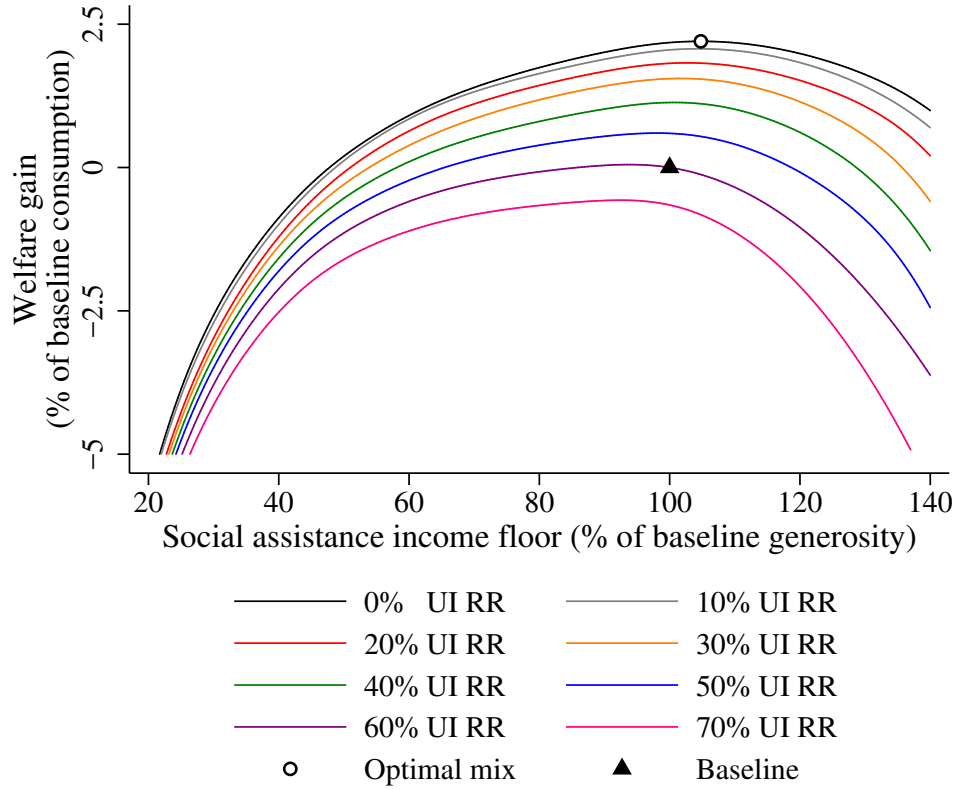 Welfare gain
(% of baseline consumption)
2.5
0
−2.5
−5
20 40 60 80 100 120 140
Social assistance income floor (% of baseline generosity)
0% UI RR
10% UI RR
20% UI RR
30% UI RR
40% UI RR
50% UI RR
60% UI RR
70% UI RR
Optimal mix
Baseline